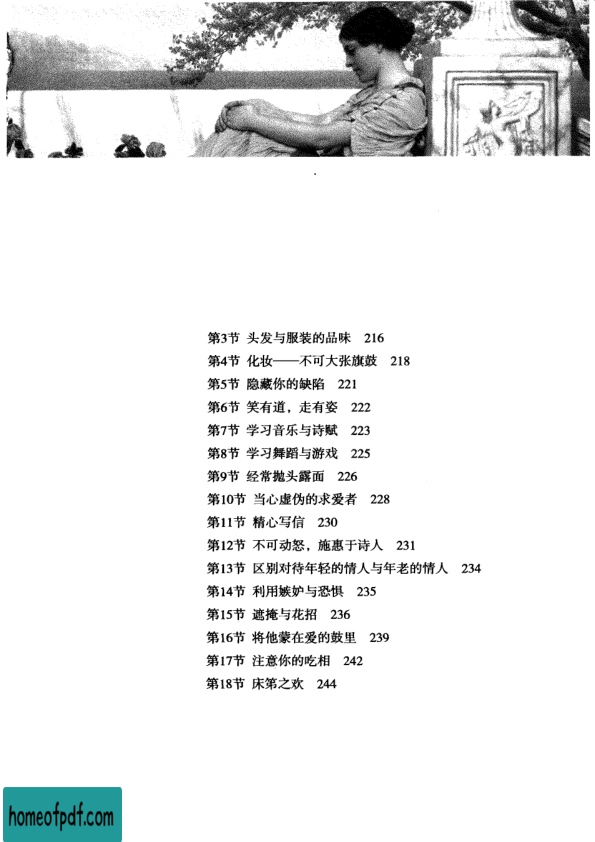 第3节 头发与服装的品味 216
第4节 化妆——不可大张旗鼓 218
第5节 隐藏你的缺陷 221
第6节 笑有道，走有姿 222
第7节 学习音乐与诗赋 223
第8节 学习舞蹈与游戏 225
第9节 经常抛头露面 226
第10节 当心虚伪的求爱者 228
第11节 精心写信 230
第12节 不可动怒，施惠于诗人 231
第13节 区别对待年轻的情人与年老的情人 234
第14节 利用嫉妒与恐惧 235
第15节 遮掩与花招 236
第16节 将他蒙在爱的鼓里 239
第17节 注意你的吃相 242
第18节 床笫之欢 244
homeofpdf.com